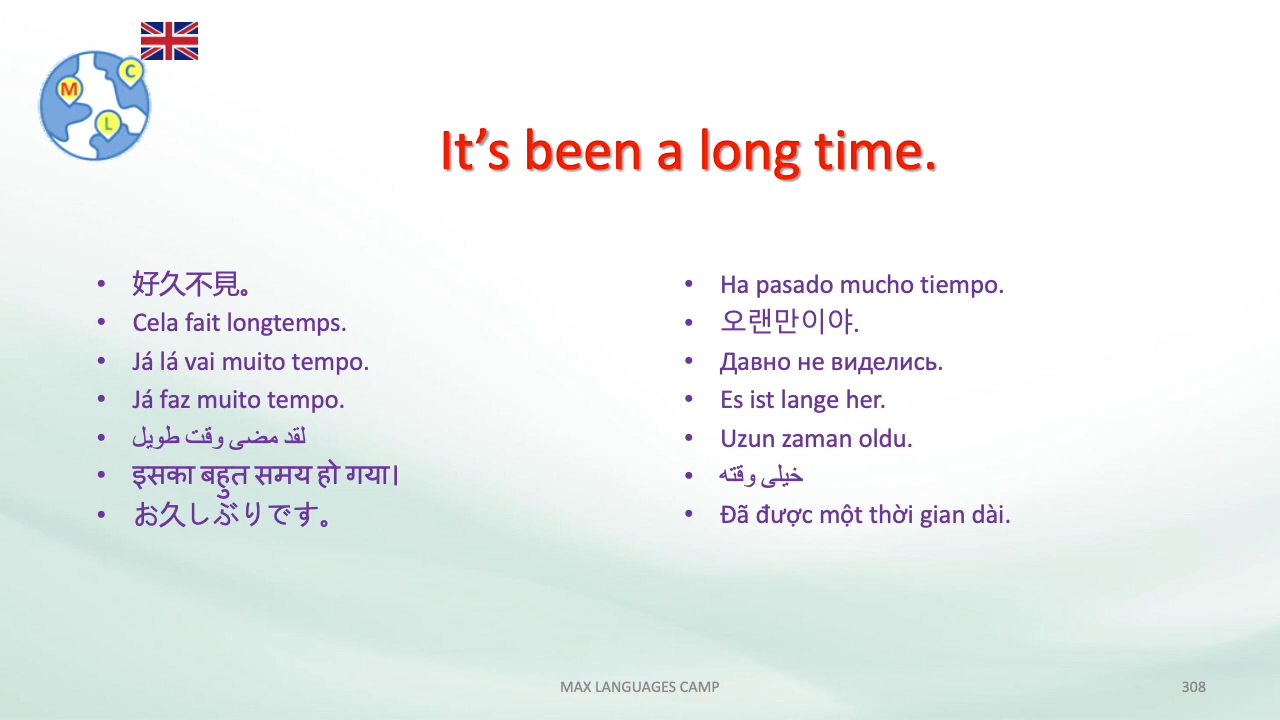 M
C
L
It’s been a long time.
• 好久不見。
• Cela fait longtemps.
• Já lá vai muito tempo.
• Já faz muito tempo.
• لقد مضى وقت طويل
• इसका बहुत समय हो गया।
• お久しぶりです。
• Ha pasado mucho tiempo.
• 오랜만이야.
• Давно не виделись.
• Es ist lange her.
• Uzun zaman oldu.
• خیلی وقته
• Đã được một thời gian dài.
MAX LANGUAGES CAMP
308